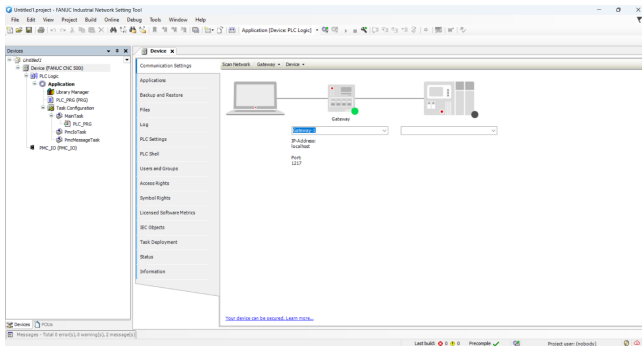 Untitled1.project - FANUC Industrial Network Setting Tool
File Edit View Project Build Online Debug Tools Window Help
Application [Device: PLC Logic]
Devices
Device
Untitled1
Device (FANUC CNC 500)
PLC Logic
Application
Library Manager
PLC_PRG (PRG)
Task Configuration
MainTask
PLC_PRG
PmcIoTask
PmcMessageTask
PMC_IO (PMC_IO)
Communication Settings
Applications
Backup and Restore
Files
Log
PLC Settings
PLC Shell
Users and Groups
Access Rights
Symbol Rights
Licensed Software Metrics
IEC Objects
Task Deployment
Status
Information
Scan Network Gateway Device
Gateway
Gateway-1
IP-Address:
localhost
Port:
1217
Your device can be secured. Learn more...
Devices POUs
Messages - Total 0 error(s), 0 warning(s), 2 message(s)
Last build: 0 0 Precompile Project user: (nobody)